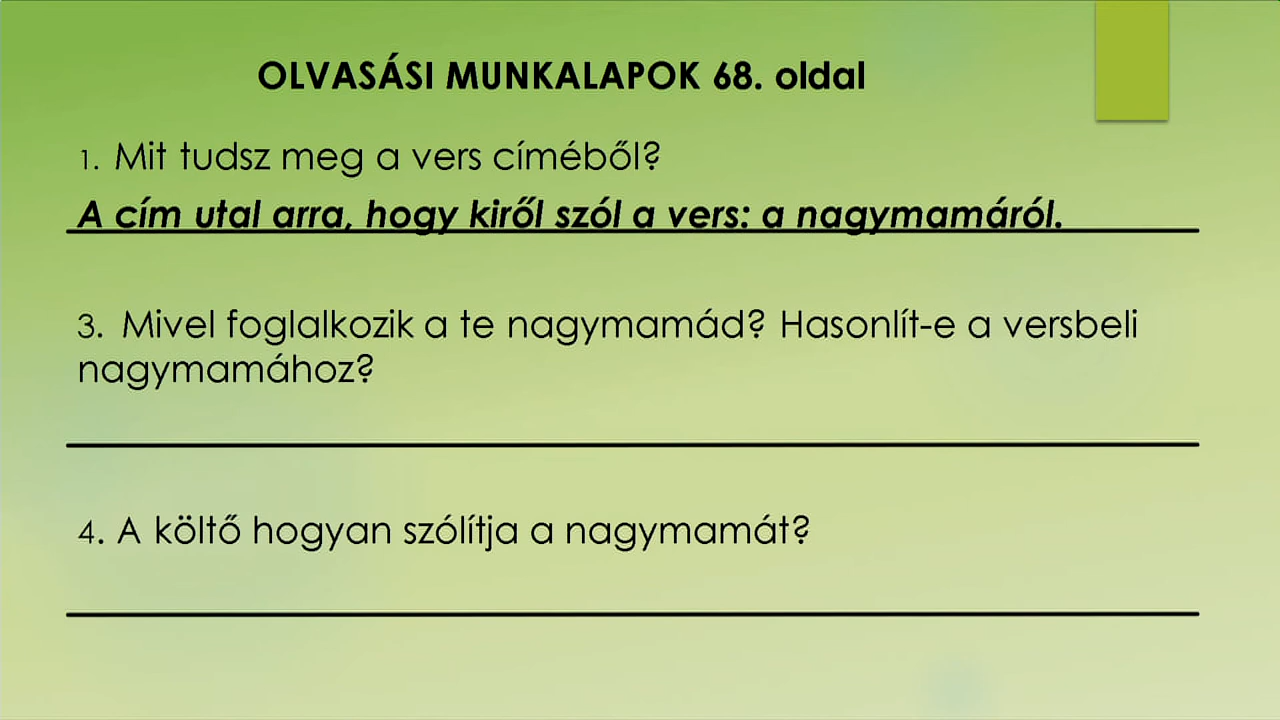 OLVASÁSI MUNKALAPOK 68. oldal
1. Mit tudsz meg a vers címéből?
A cím utal arra, hogy kiről szól a vers: a nagymamáról.
3. Mivel foglalkozik a te nagymamád? Hasonlít-e a versbeli
nagymamához?
4. A költő hogyan szólítja a nagymamát?